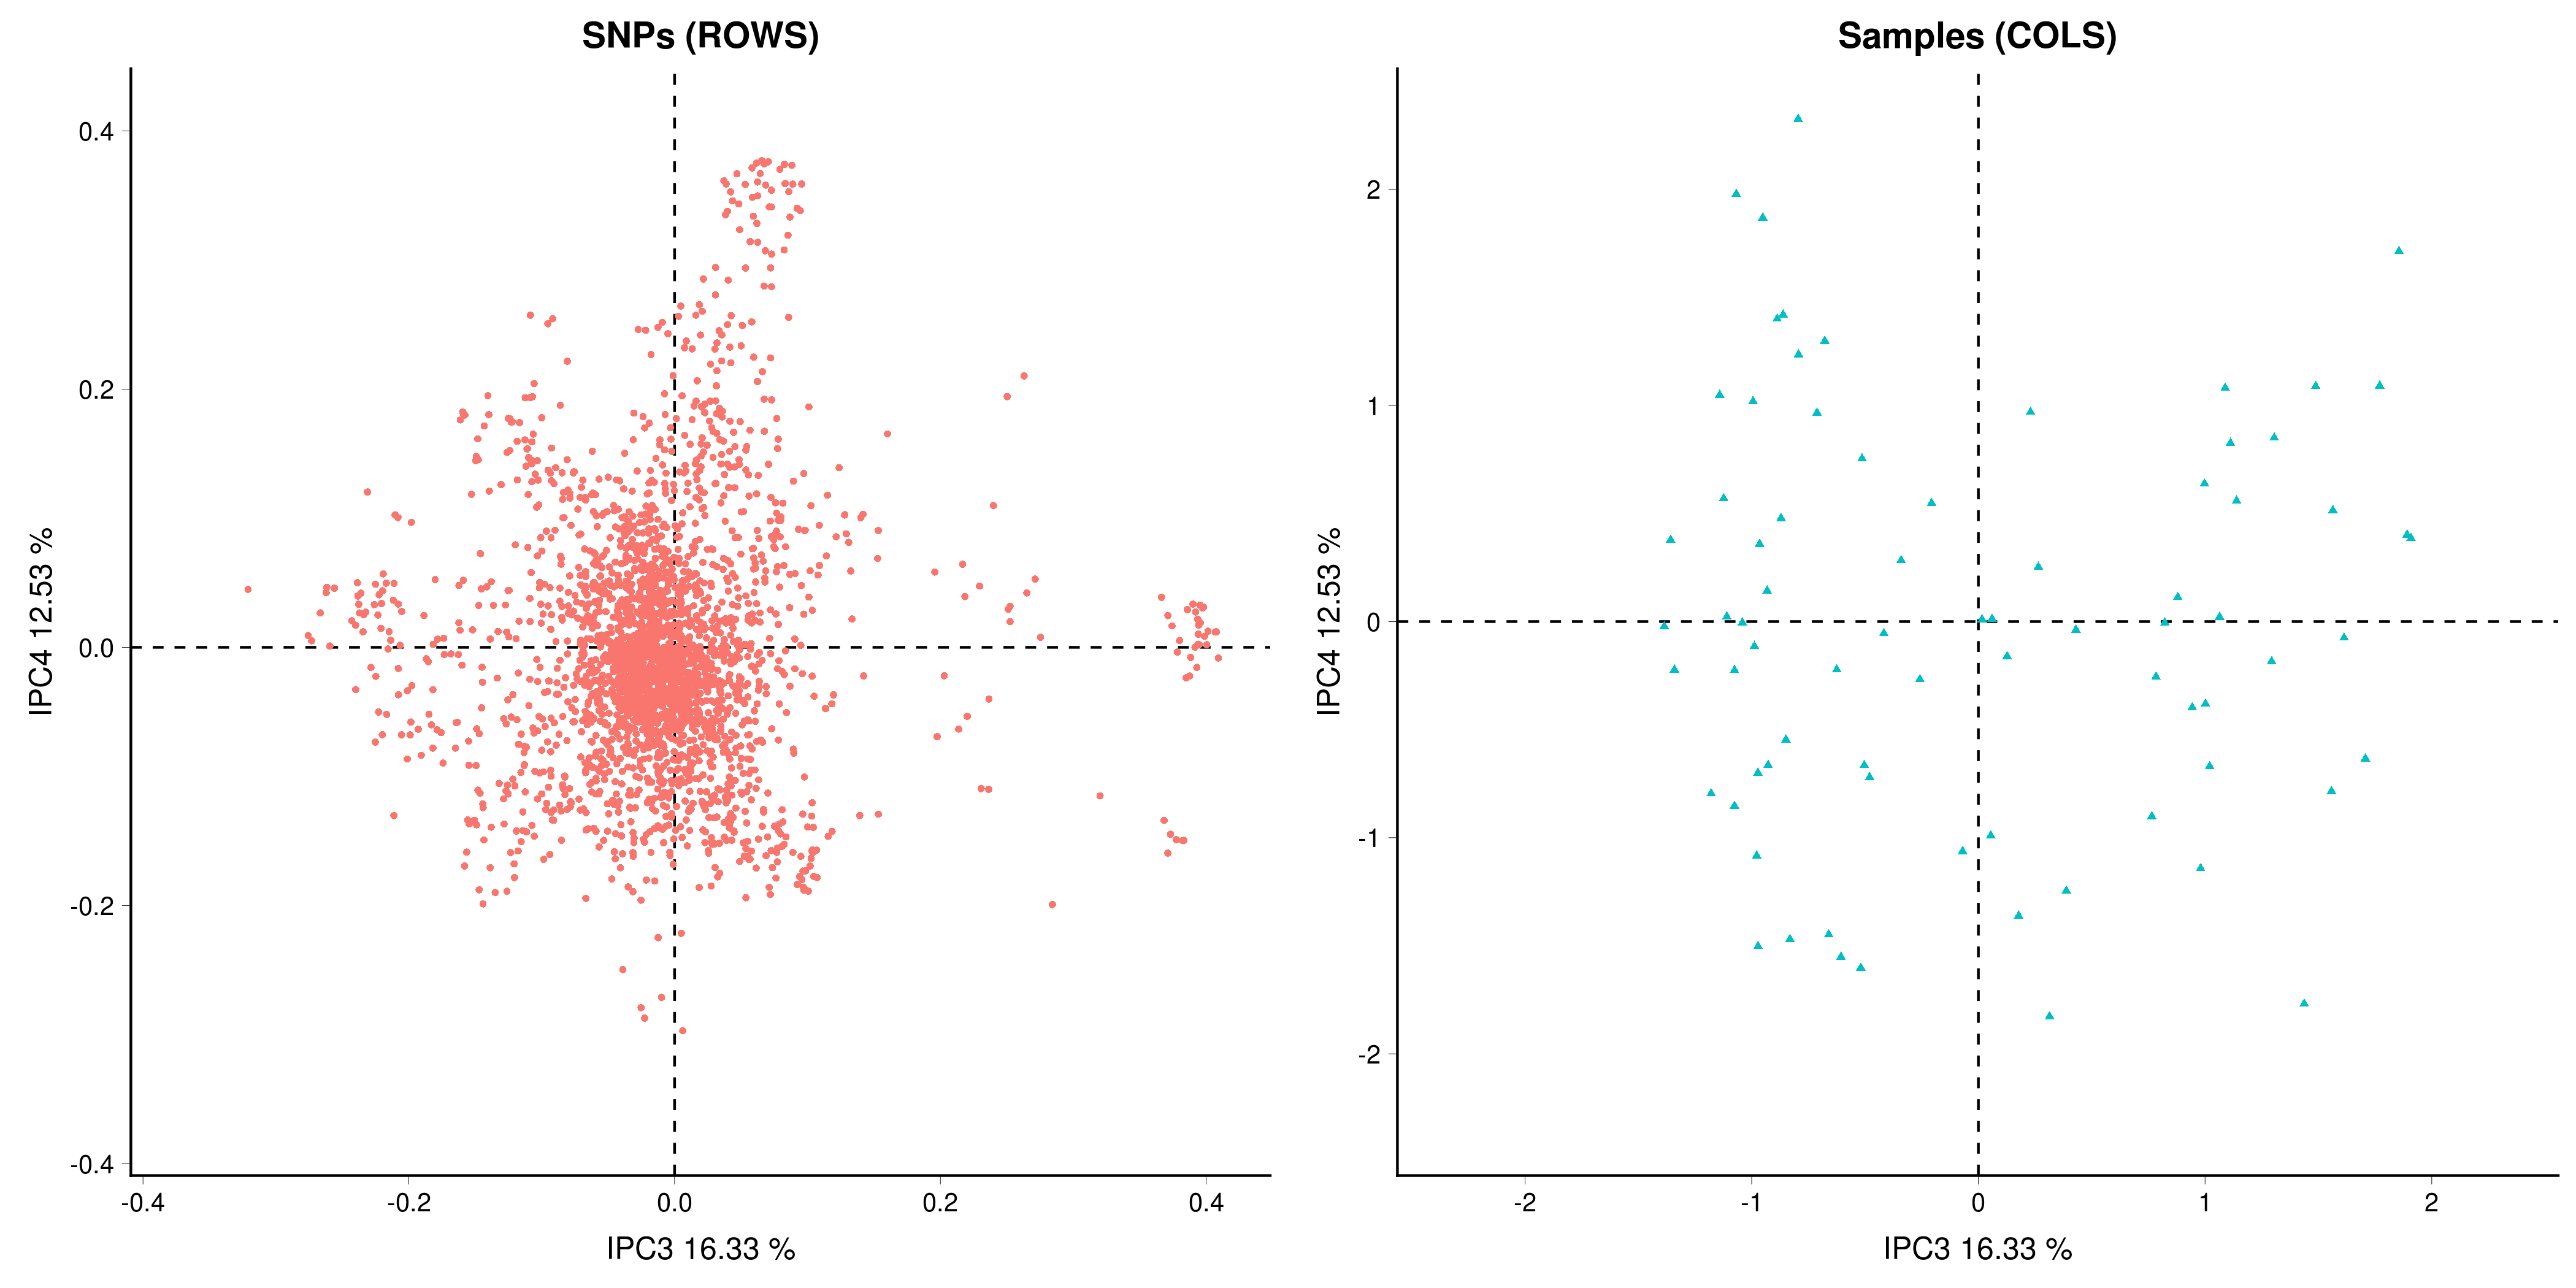 SNPs (ROWS)
0.4
0.2
0.0
-0.2
-0.4
IPC4 12.53 %
-0.4 -0.2 0.0 0.2 0.4
IPC3 16.33 %
Samples (COLS)
2
1
0
-1
-2
IPC4 12.53 %
-2 -1 0 1 2
IPC3 16.33 %